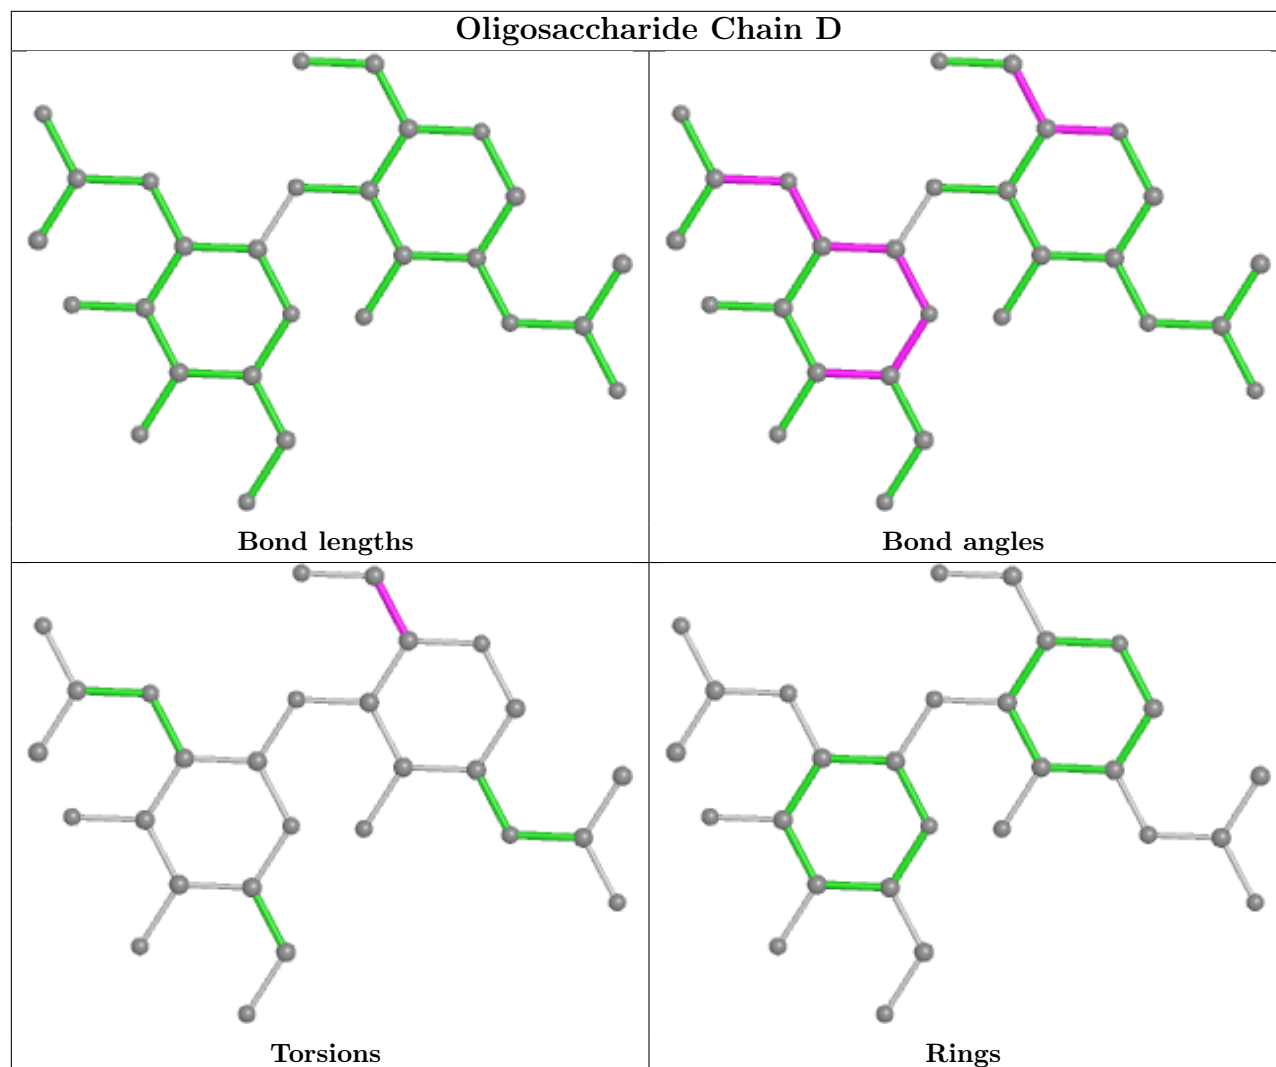 Oligosaccharide Chain D
Bond lengths
Bond angles
Torsions
Rings